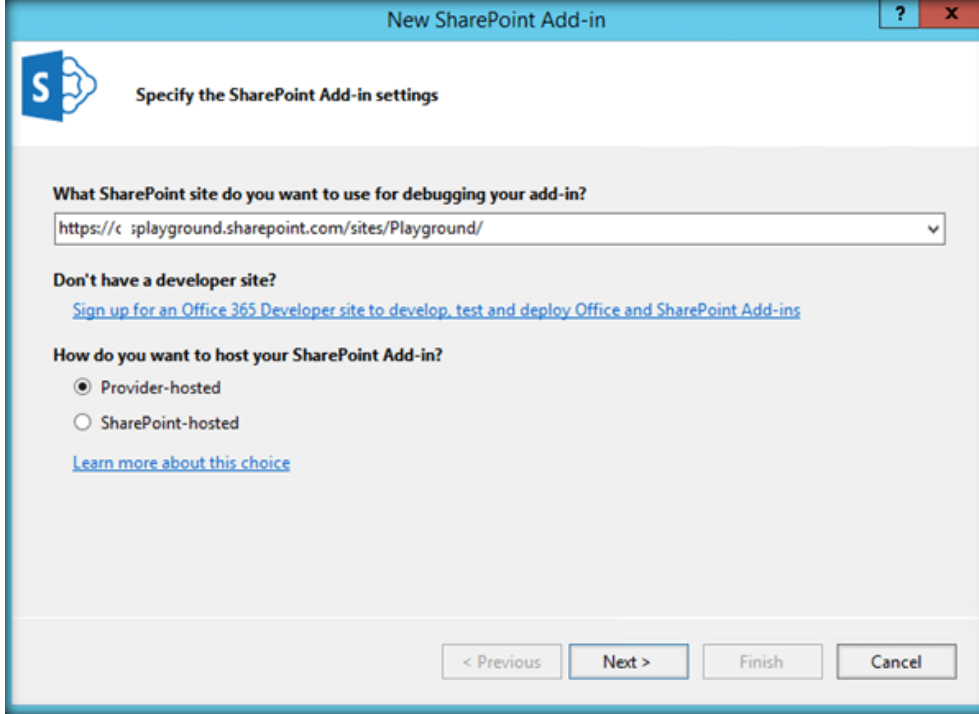 New SharePoint Add-in
? x
S
Specify the SharePoint Add-in settings
What SharePoint site do you want to use for debugging your add-in?
https://c splayground.sharepoint.com/sites/Playground/
Don't have a developer site?
Sign up for an Office 365 Developer site to develop, test and deploy Office and SharePoint Add-ins
How do you want to host your SharePoint Add-in?
Provider-hosted
SharePoint-hosted
Learn more about this choice
< Previous Next > Finish Cancel